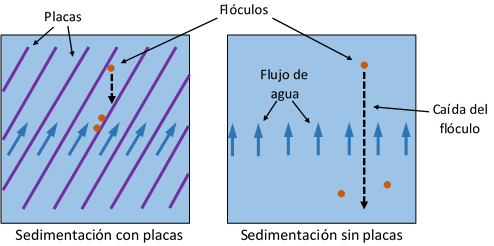 Placas
Flóculos
Flujo de
agua
Caída del
flóculo
Sedimentación con placas
Sedimentación sin placas